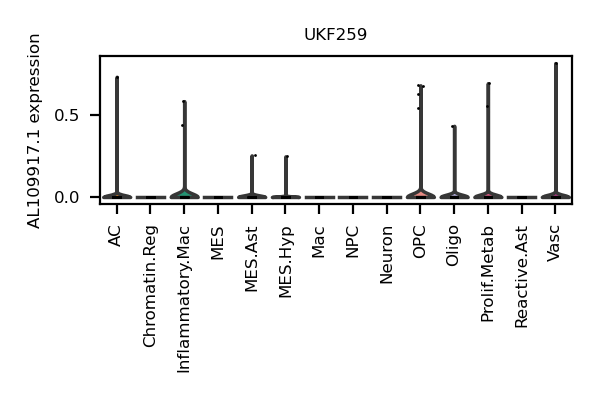 UKF259
AL109917.1 expression
0.5
0.0
AC
Chromatin.Reg
Inflammatory.Mac
MES
MES.Ast
MES.Hyp
Mac
NPC
Neuron
OPC
Oligo
Prolif.Metab
Reactive.Ast
Vasc